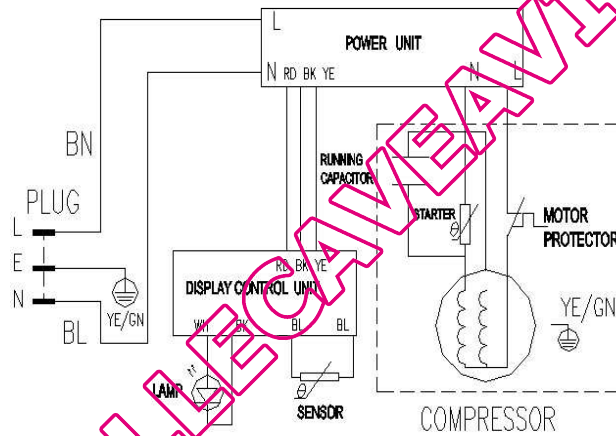 L
POWER UNIT
N RD BK YE N L
BN
RUNNING
CAPACITOR
PLUG
L
STARTER
θ
MOTOR
PROTECTOR
E
RD BK YE
DISPLAY CONTROL UNIT
N
YE/GN
YE/GN
BL
WH BK BL BL
LAMP
θ
SENSOR
COMPRESSOR
LLECAVEAVI